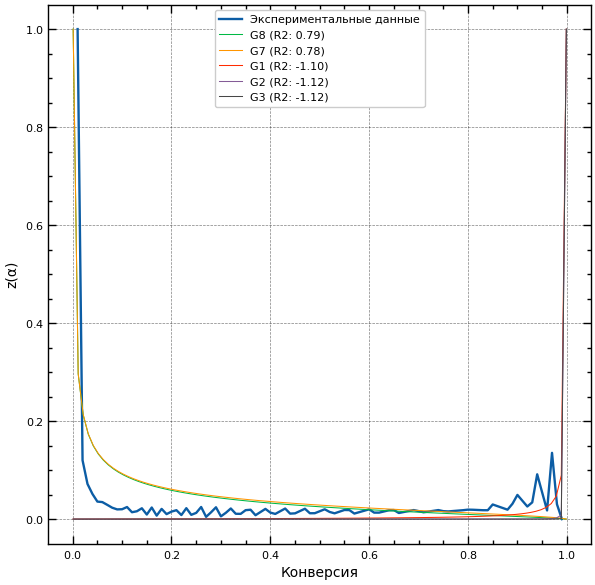 Экспериментальные данные
G8 (R2: 0.79)
G7 (R2: 0.78)
G1 (R2: -1.10)
G2 (R2: -1.12)
G3 (R2: -1.12)
z(α)
1.0
0.8
0.6
0.4
0.2
0.0
0.0 0.2 0.4 0.6 0.8 1.0
Конверсия